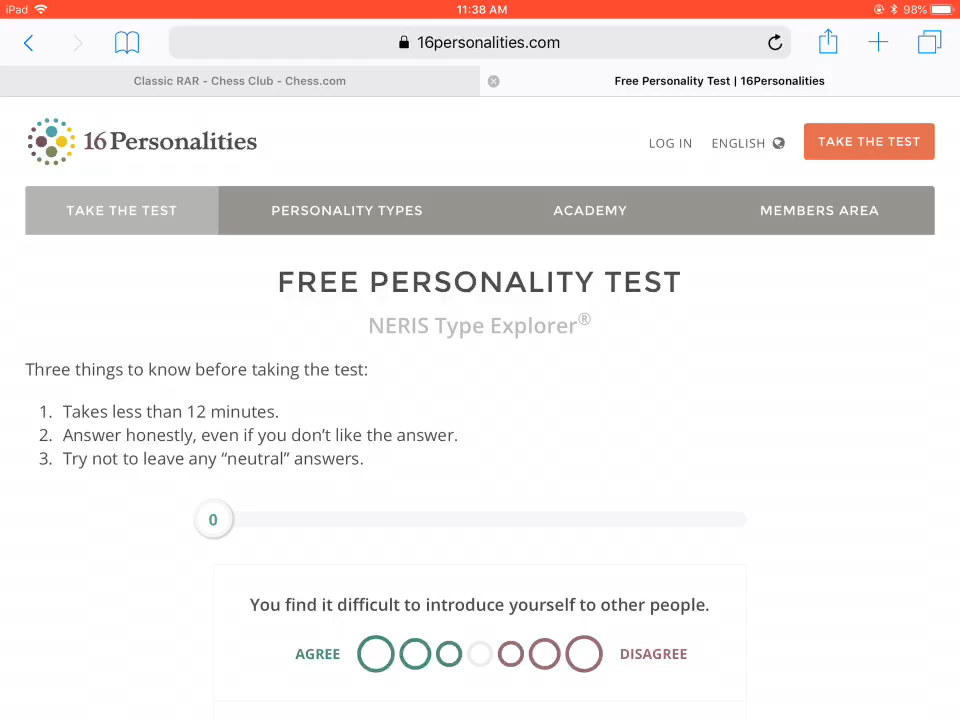 iPad 11:38 AM 98%
16personalities.com
Classic RAR - Chess Club - Chess.com Free Personality Test | 16Personalities
16Personalities LOG IN ENGLISH TAKE THE TEST
TAKE THE TEST PERSONALITY TYPES ACADEMY MEMBERS AREA
FREE PERSONALITY TEST
NERIS Type Explorer®
Three things to know before taking the test:
1. Takes less than 12 minutes.
2. Answer honestly, even if you don’t like the answer.
3. Try not to leave any “neutral” answers.
0
You find it difficult to introduce yourself to other people.
AGREE DISAGREE